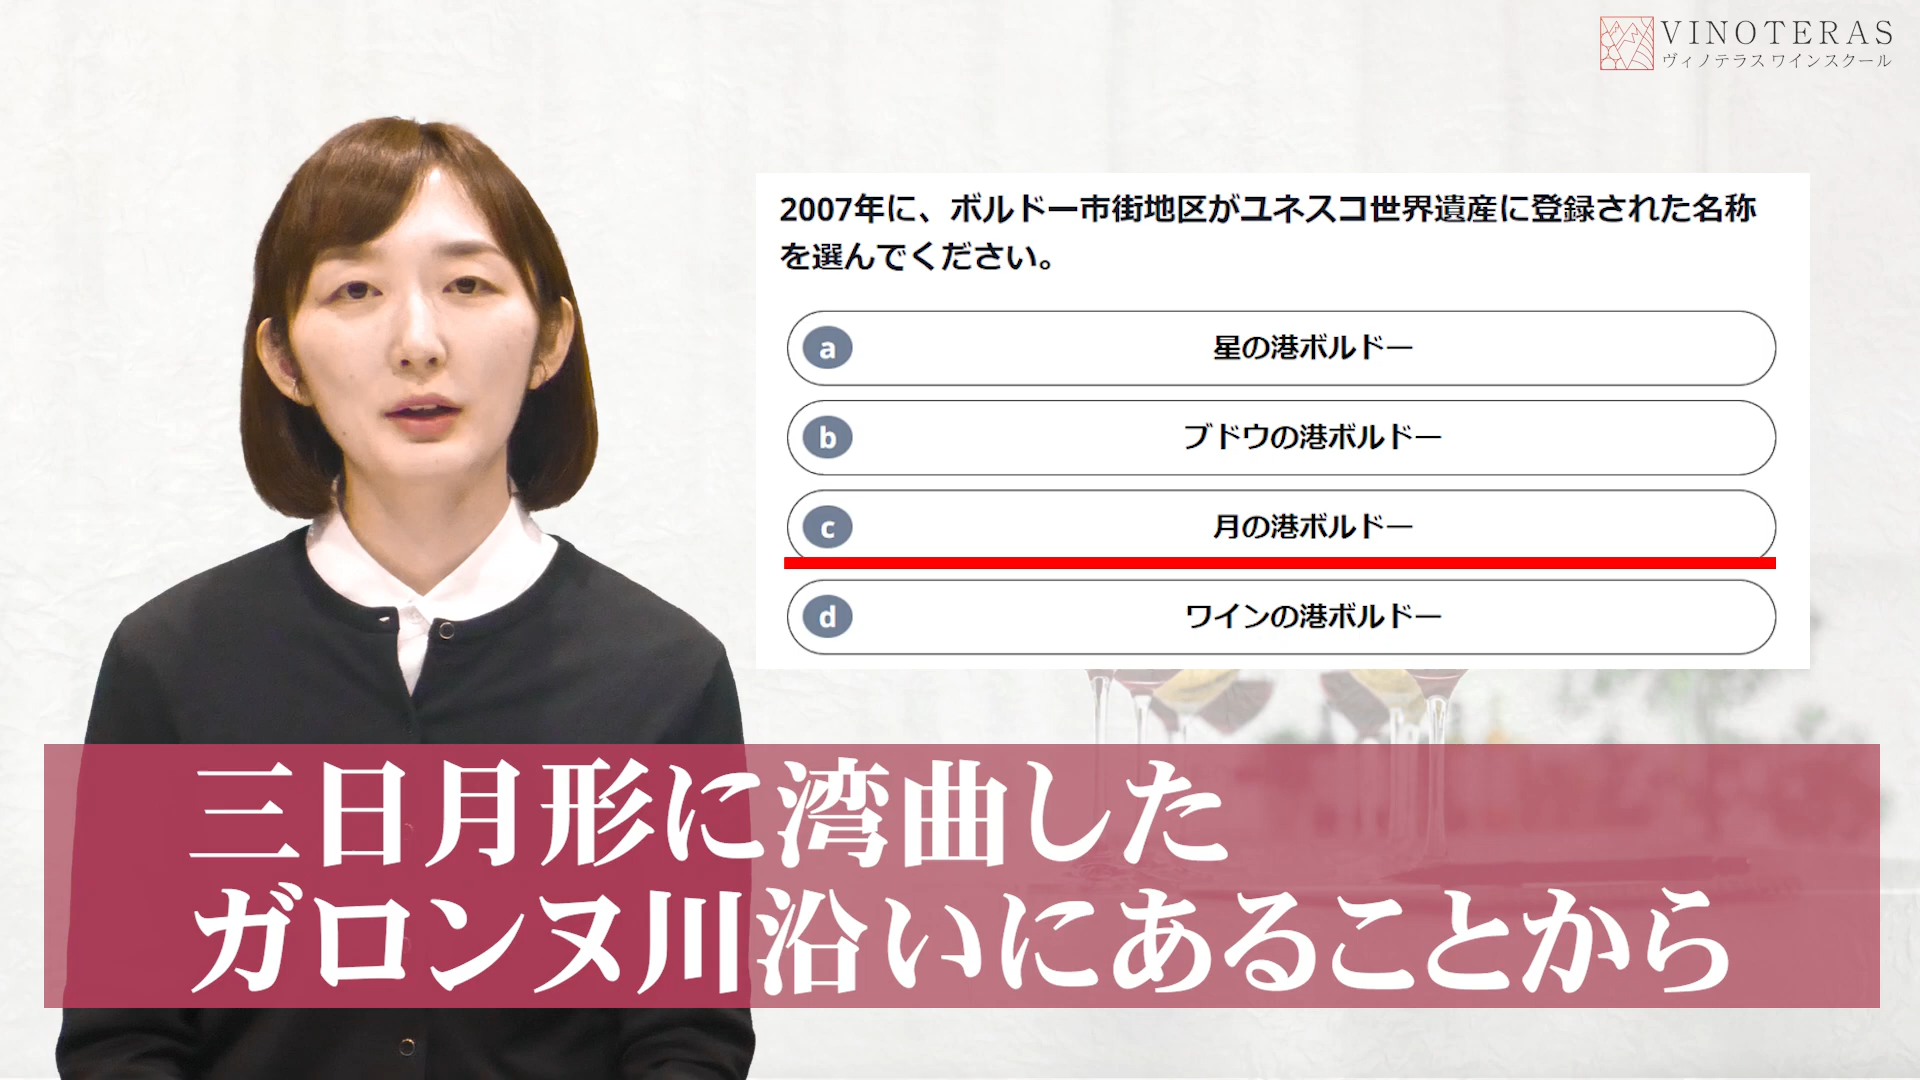 VINOTERAS
ヴィノテラス ワインスクール
2007年に、ボルドー市街地区がユネスコ世界遺産に登録された名称
を選んでください。
a 星の港ボルドー
b ブドウの港ボルドー
c 月の港ボルドー
d ワインの港ボルドー
三日月形に湾曲した
ガロンヌ川沿いにあることから